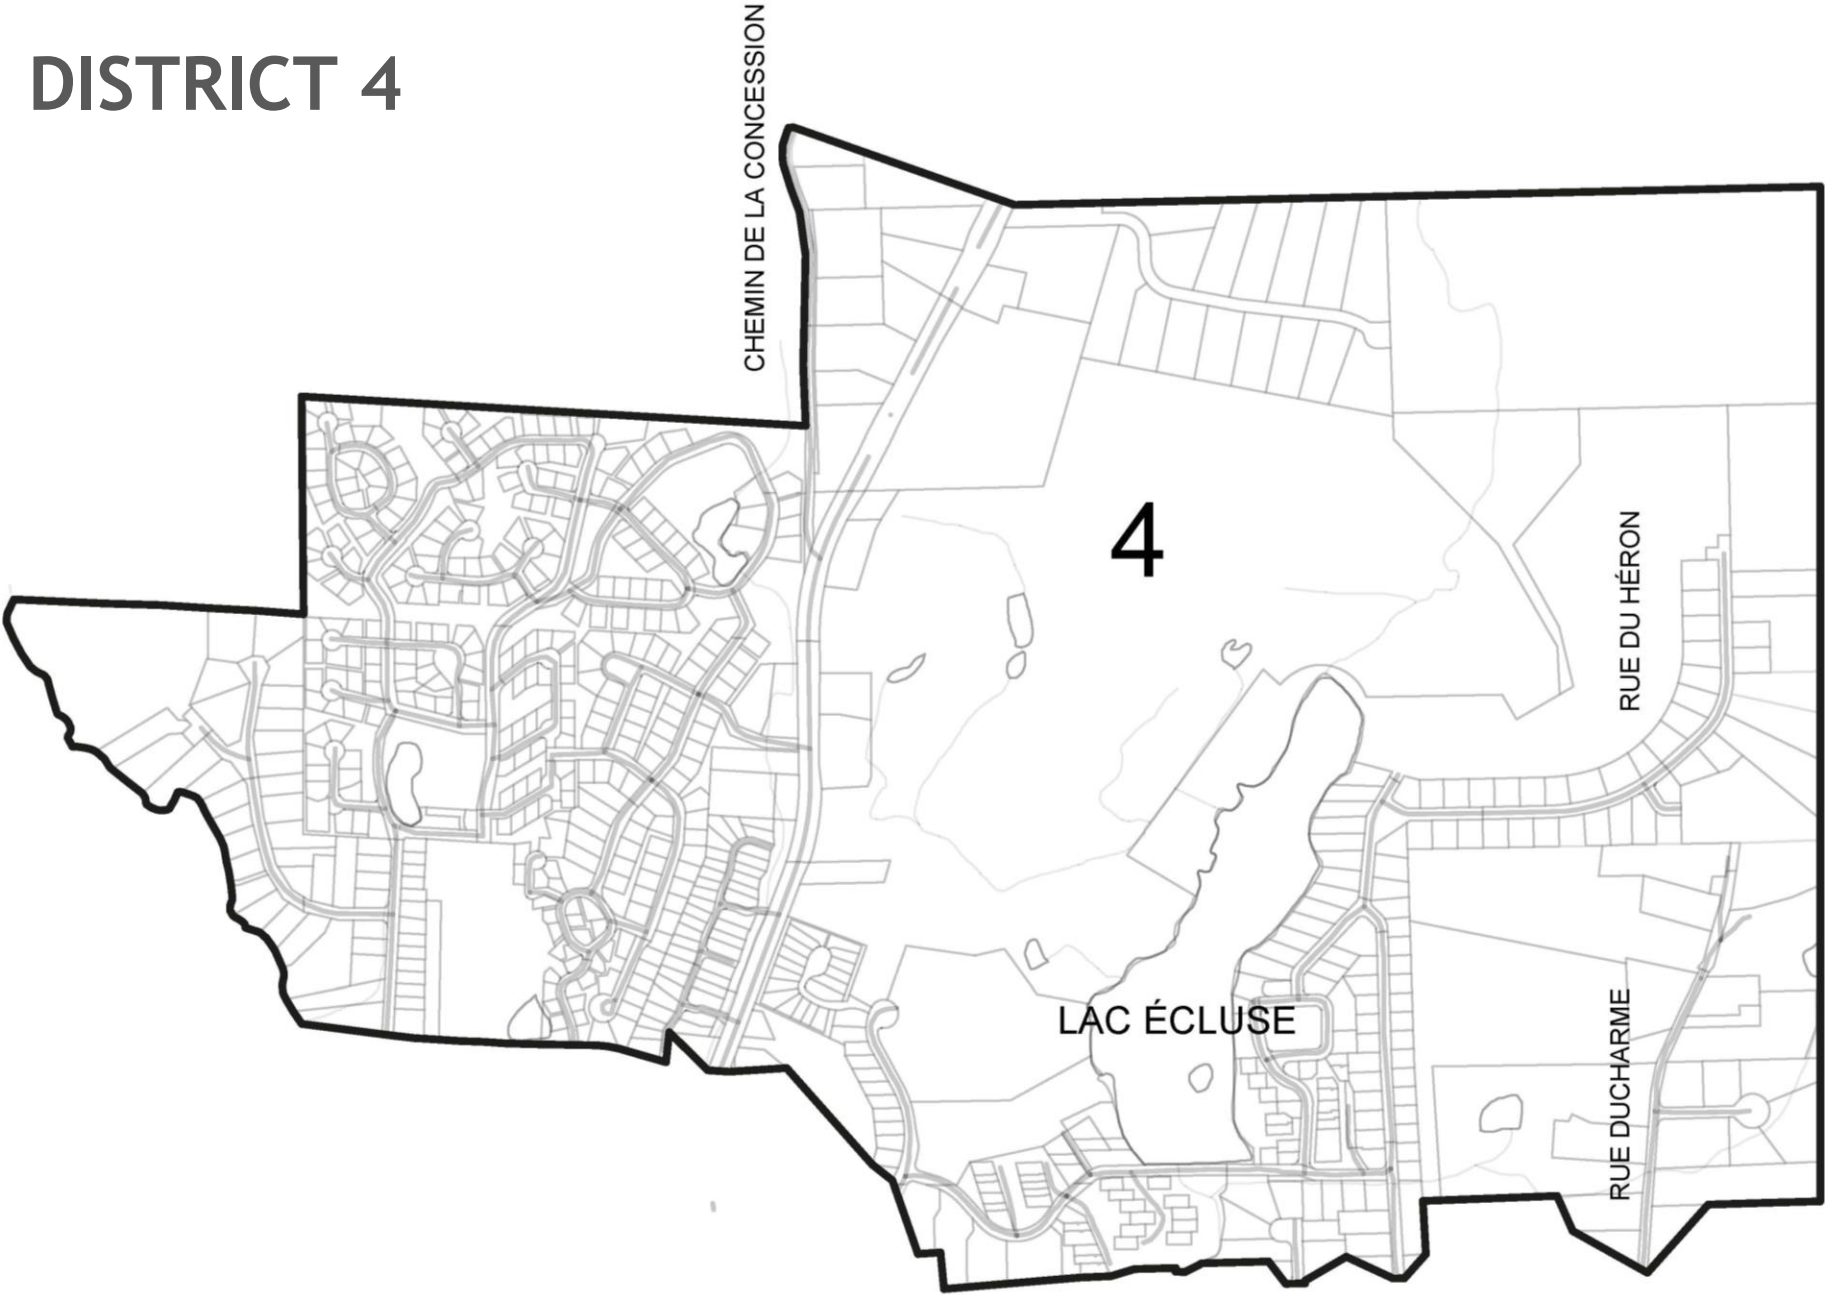 DISTRICT 4
CHEMIN DE LA CONCESSION
4
RUE DU HÉRON
LAC ÉCLUSE
RUE DUCHARME